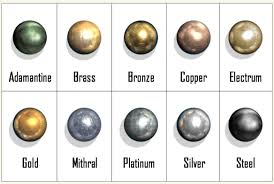 Adamantine Brass Bronze Copper Electrum
Gold Mithral Platinum Silver Steel